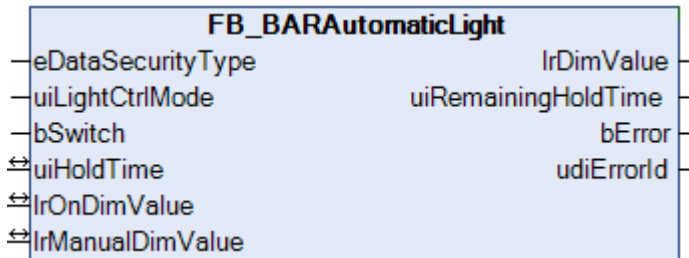 FB_BARAutomaticLight
eDataSecurityType lrDimValue
uiLightCtrlMode uiRemainingHoldTime
bSwitch bError
uiHoldTime udiErrorId
lrOnDimValue
lrManualDimValue